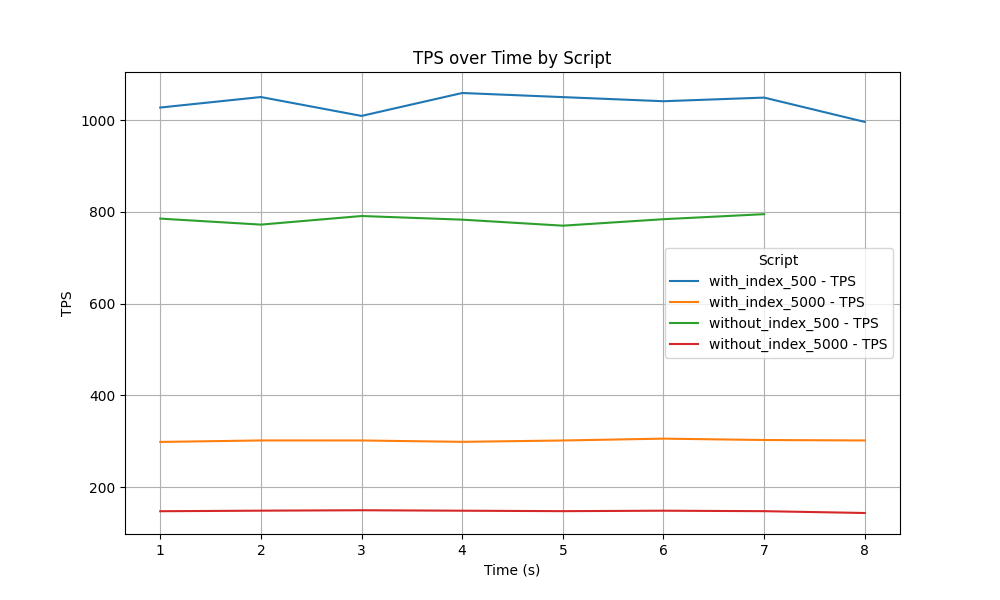 TPS over Time by Script
TPS
1000
800
600
400
200
Script
with_index_500 - TPS
with_index_5000 - TPS
without_index_500 - TPS
without_index_5000 - TPS
1 2 3 4 5 6 7 8
Time (s)